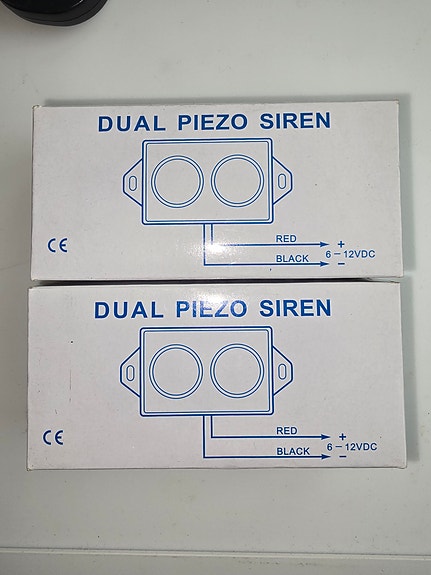 DUAL PIEZO SIREN
RED +
6-12VDC
BLACK -
CE
DUAL PIEZO SIREN
RED +
6-12VDC
BLACK -
CE